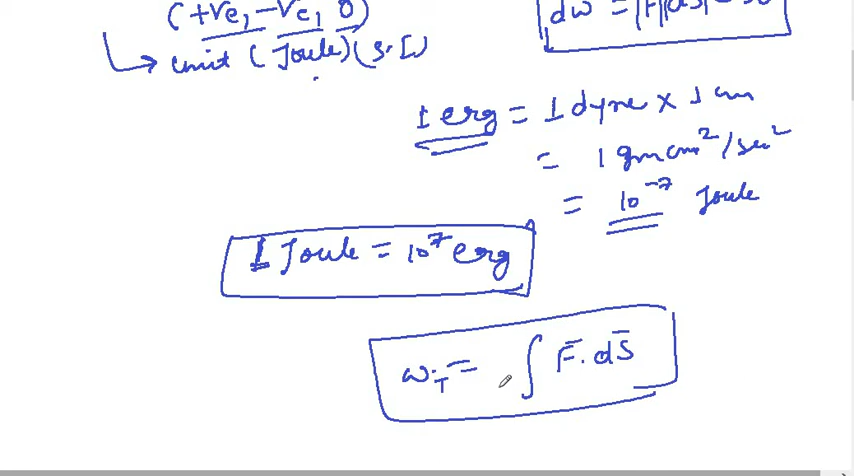 (+ve, -ve, 0)
dw = |F||ds|
unit (Joule) (S.I)
1 erg = 1 dyne x 1 cm
= 1 gm cm²/sec²
= 10⁻⁷ Joule
1 Joule = 10⁷ erg
W_T = ∫ F̄ . dS̄